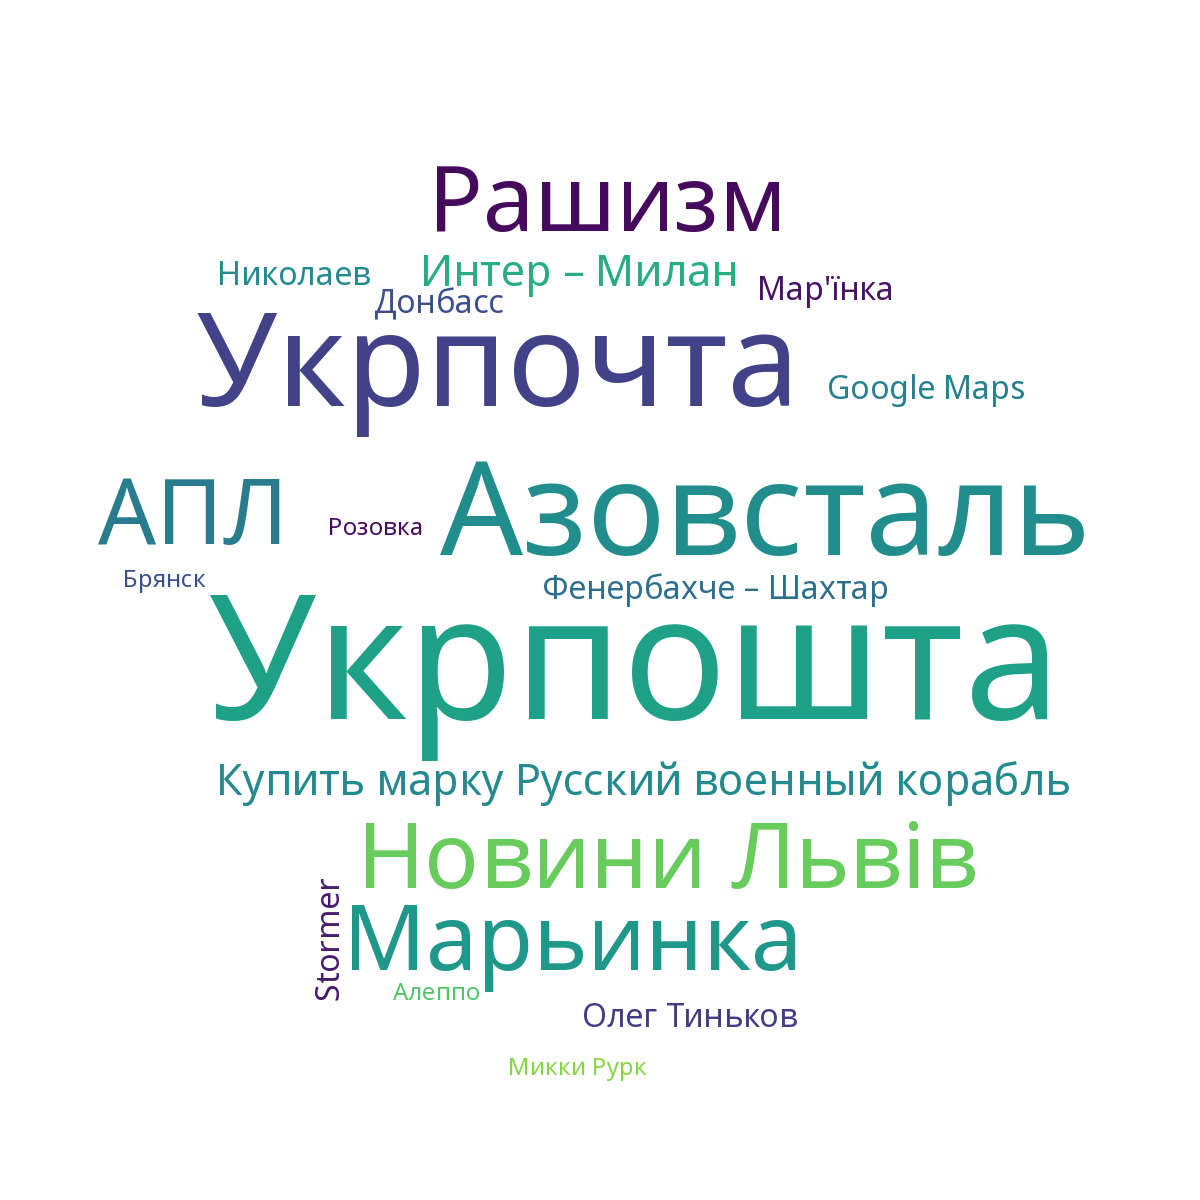 Рашизм
Николаев
Интер – Милан
Мар'їнка
Донбасс
Укрпочта
Google Maps
АПЛ
Розовка
Азовсталь
Брянск
Фенербахче – Шахтар
Укрпошта
Купить марку Русский военный корабль
Новини Львів
Stormer
Марьинка
Алеппо
Олег Тиньков
Микки Рурк